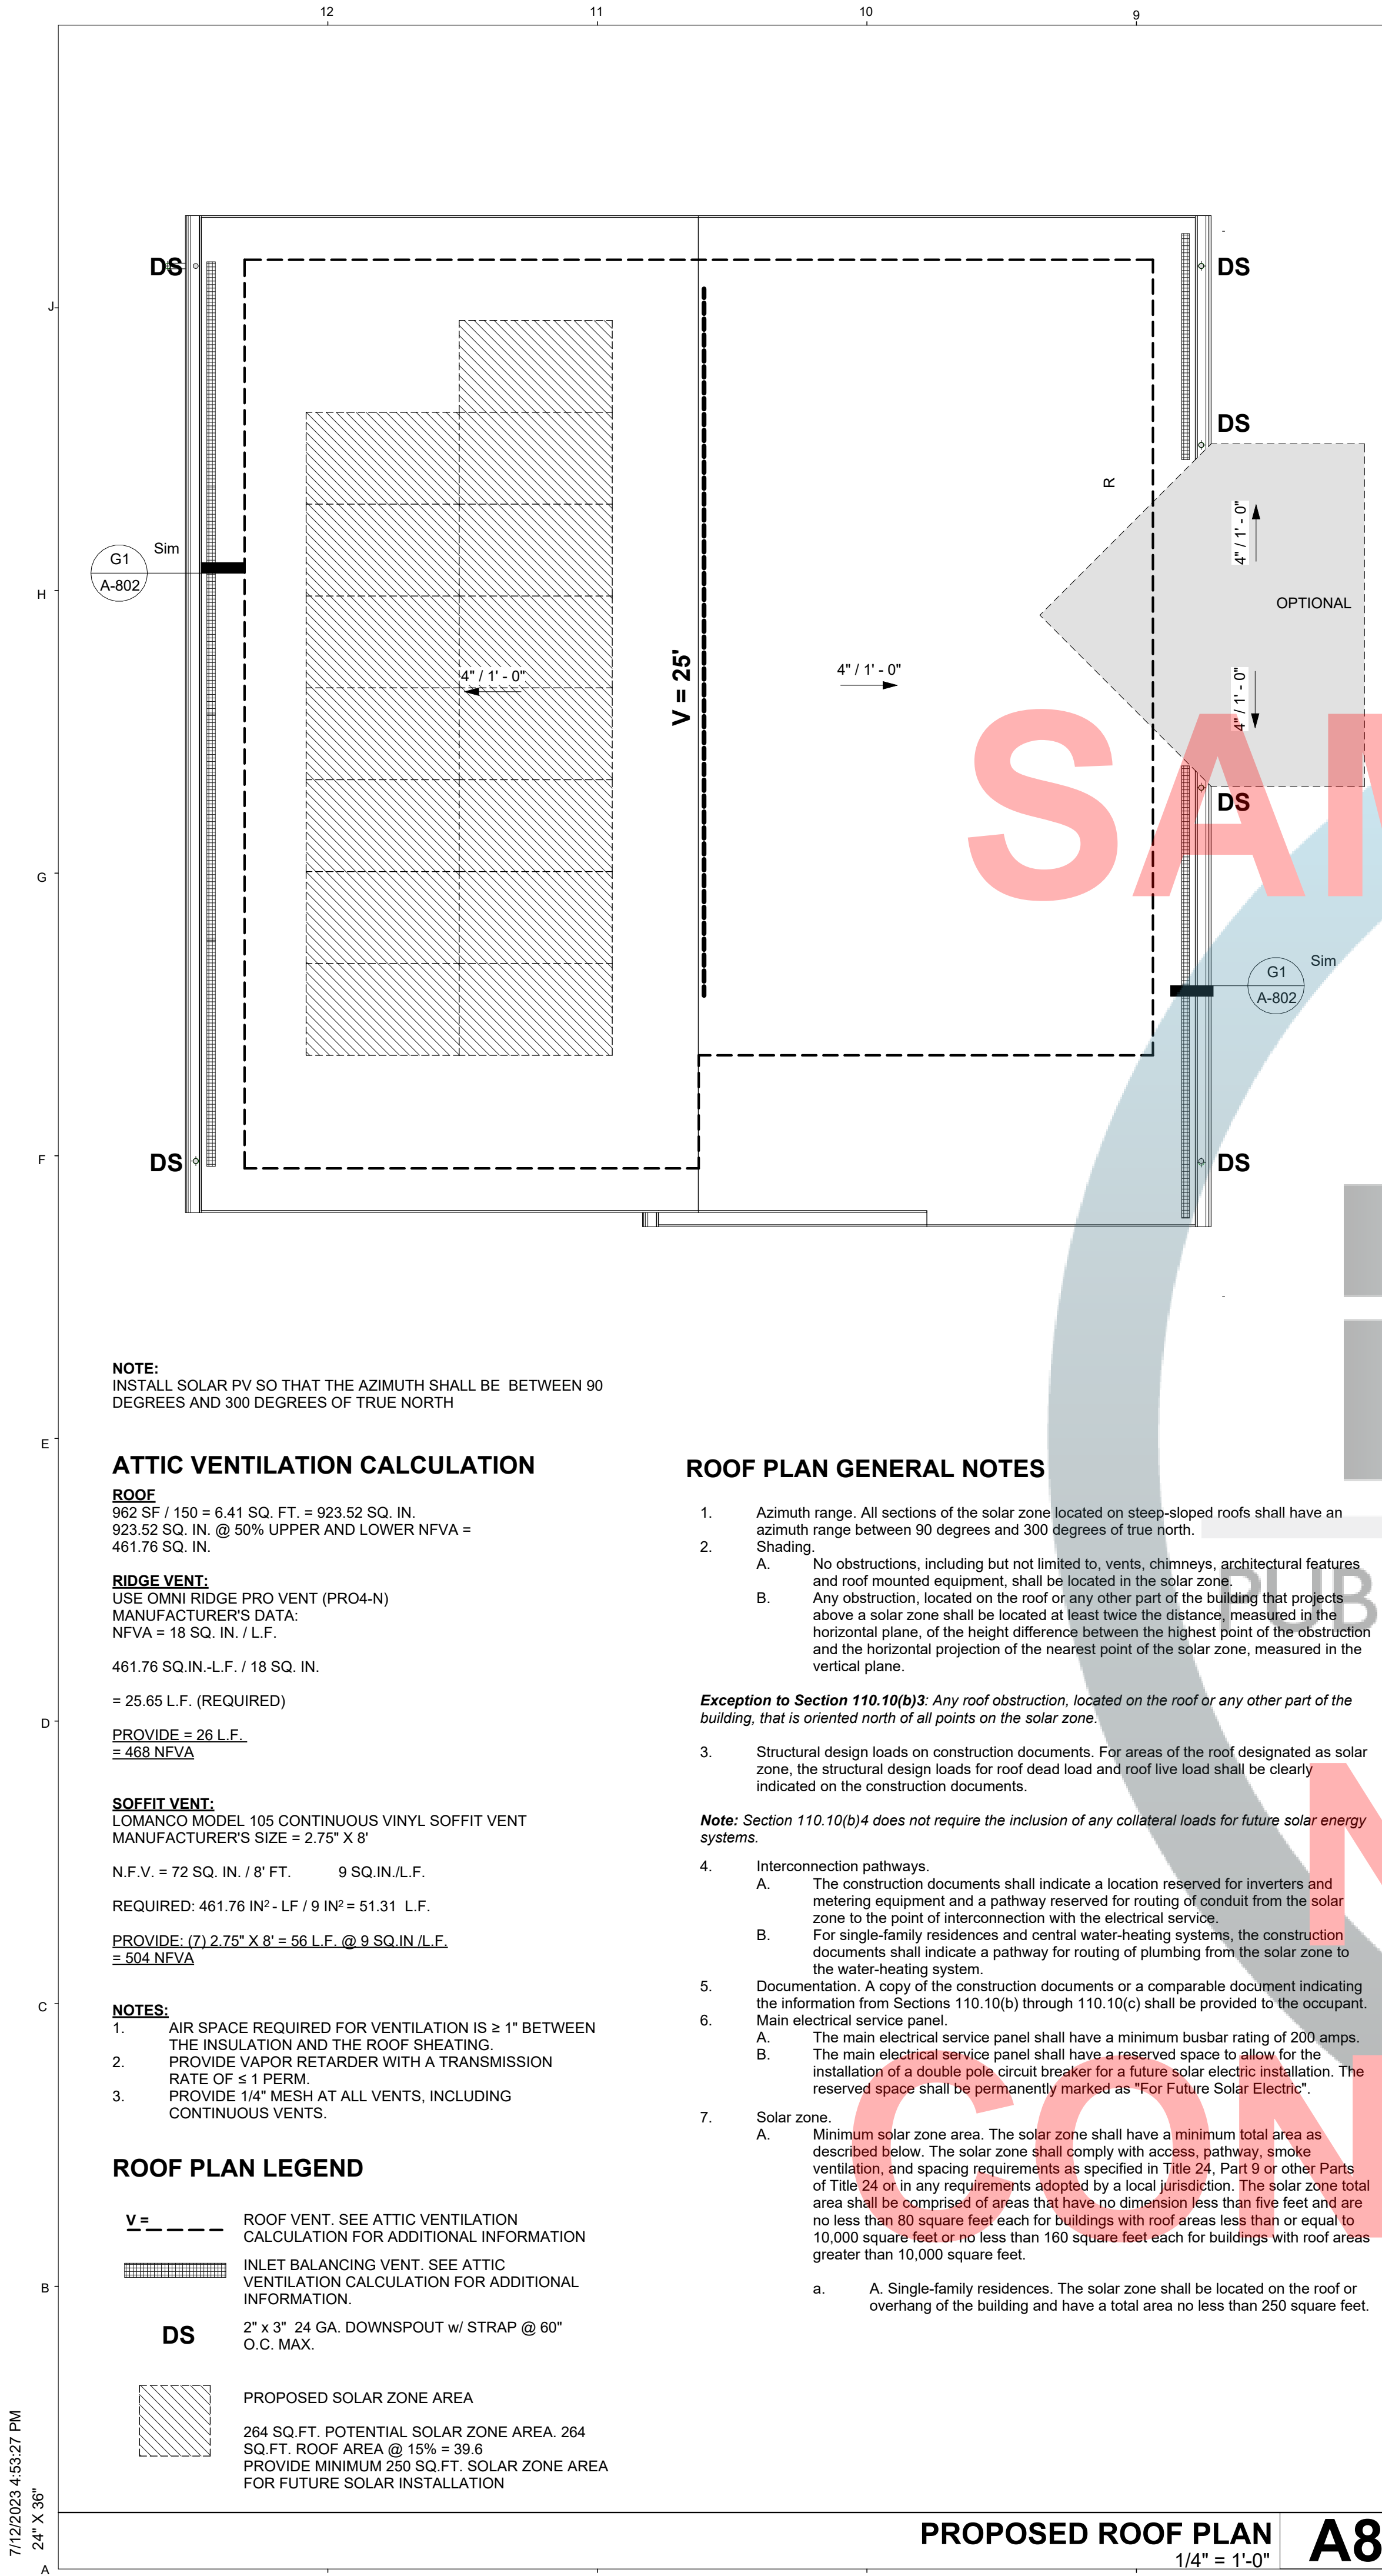 12
11
10
9
DS
DS
J
DS
R
G1
A-802
Sim
4" / 1' - 0"
H
OPTIONAL
4" / 1' - 0"
V = 25'
4" / 1' - 0"
4" / 1' - 0"
DS
G
G1
A-802
Sim
F
DS
DS
NOTE:
INSTALL SOLAR PV SO THAT THE AZIMUTH SHALL BE BETWEEN 90
DEGREES AND 300 DEGREES OF TRUE NORTH
E
ATTIC VENTILATION CALCULATION
ROOF
962 SF / 150 = 6.41 SQ. FT. = 923.52 SQ. IN.
923.52 SQ. IN. @ 50% UPPER AND LOWER NFVA =
461.76 SQ. IN.
RIDGE VENT:
USE OMNI RIDGE PRO VENT (PRO4-N)
MANUFACTURER'S DATA:
NFVA = 18 SQ. IN. / L.F.
461.76 SQ.IN.-L.F. / 18 SQ. IN.
= 25.65 L.F. (REQUIRED)
D
PROVIDE = 26 L.F.
= 468 NFVA
SOFFIT VENT:
LOMANCO MODEL 105 CONTINUOUS VINYL SOFFIT VENT
MANUFACTURER'S SIZE = 2.75" X 8'
N.F.V. = 72 SQ. IN. / 8' FT. 9 SQ.IN./L.F.
REQUIRED: 461.76 IN² - LF / 9 IN² = 51.31 L.F.
PROVIDE: (7) 2.75" X 8' = 56 L.F. @ 9 SQ.IN /L.F.
= 504 NFVA
C
NOTES:
1. AIR SPACE REQUIRED FOR VENTILATION IS ≥ 1" BETWEEN
THE INSULATION AND THE ROOF SHEATING.
2. PROVIDE VAPOR RETARDER WITH A TRANSMISSION
RATE OF ≤ 1 PERM.
3. PROVIDE 1/4" MESH AT ALL VENTS, INCLUDING
CONTINUOUS VENTS.
ROOF PLAN LEGEND
V =
ROOF VENT. SEE ATTIC VENTILATION
CALCULATION FOR ADDITIONAL INFORMATION
INLET BALANCING VENT. SEE ATTIC
VENTILATION CALCULATION FOR ADDITIONAL
INFORMATION.
B
DS
2" x 3" 24 GA. DOWNSPOUT w/ STRAP @ 60"
O.C. MAX.
PROPOSED SOLAR ZONE AREA
264 SQ.FT. POTENTIAL SOLAR ZONE AREA. 264
SQ.FT. ROOF AREA @ 15% = 39.6
PROVIDE MINIMUM 250 SQ.FT. SOLAR ZONE AREA
FOR FUTURE SOLAR INSTALLATION
ROOF PLAN GENERAL NOTES
1. Azimuth range. All sections of the solar zone located on steep-sloped roofs shall have an
azimuth range between 90 degrees and 300 degrees of true north.
2. Shading.
A. No obstructions, including but not limited to, vents, chimneys, architectural features
and roof mounted equipment, shall be located in the solar zone.
B. Any obstruction, located on the roof or any other part of the building that projects
above a solar zone shall be located at least twice the distance, measured in the
horizontal plane, of the height difference between the highest point of the obstruction
and the horizontal projection of the nearest point of the solar zone, measured in the
vertical plane.
Exception to Section 110.10(b)3: Any roof obstruction, located on the roof or any other part of the
building, that is oriented north of all points on the solar zone.
3. Structural design loads on construction documents. For areas of the roof designated as solar
zone, the structural design loads for roof dead load and roof live load shall be clearly
indicated on the construction documents.
Note: Section 110.10(b)4 does not require the inclusion of any collateral loads for future solar energy
systems.
4. Interconnection pathways.
A. The construction documents shall indicate a location reserved for inverters and
metering equipment and a pathway reserved for routing of conduit from the solar
zone to the point of interconnection with the electrical service.
B. For single-family residences and central water-heating systems, the construction
documents shall indicate a pathway for routing of plumbing from the solar zone to
the water-heating system.
5. Documentation. A copy of the construction documents or a comparable document indicating
the information from Sections 110.10(b) through 110.10(c) shall be provided to the occupant.
6. Main electrical service panel.
A. The main electrical service panel shall have a minimum busbar rating of 200 amps.
B. The main electrical service panel shall have a reserved space to allow for the
installation of a double pole circuit breaker for a future solar electric installation. The
reserved space shall be permanently marked as "For Future Solar Electric".
7. Solar zone.
A. Minimum solar zone area. The solar zone shall have a minimum total area as
described below. The solar zone shall comply with access, pathway, smoke
ventilation, and spacing requirements as specified in Title 24, Part 9 or other Parts
of Title 24 or in any requirements adopted by a local jurisdiction. The solar zone total
area shall be comprised of areas that have no dimension less than five feet and are
no less than 80 square feet each for buildings with roof areas less than or equal to
10,000 square feet or no less than 160 square feet each for buildings with roof areas
greater than 10,000 square feet.
a. A. Single-family residences. The solar zone shall be located on the roof or
overhang of the building and have a total area no less than 250 square feet.
SAM
PUB
N
CON
7/12/2023 4:53:27 PM
24" X 36"
A
PROPOSED ROOF PLAN
1/4" = 1'-0"
A8